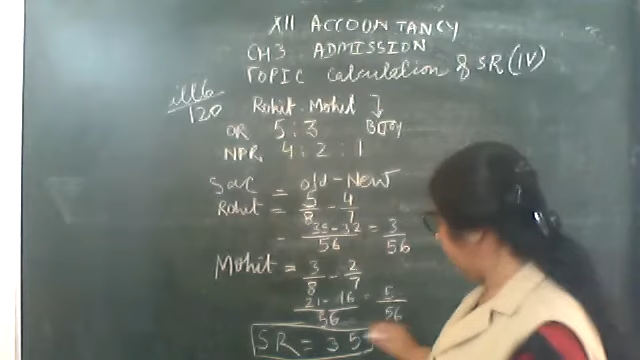 XII ACCOUNTANCY
CH3 ADMISSION
TOPIC Calculation of SR (IV)
illl6
120
Rohit Mohit
OR 5 : 3
NPR 4 : 2 : 1
= Old - New
Rohit = 5/8 - 4/7
- 35-32/56 = 3/56
Mohit = 3/8 - 2/7
21-16/56 = 5/56
SR = 3 5